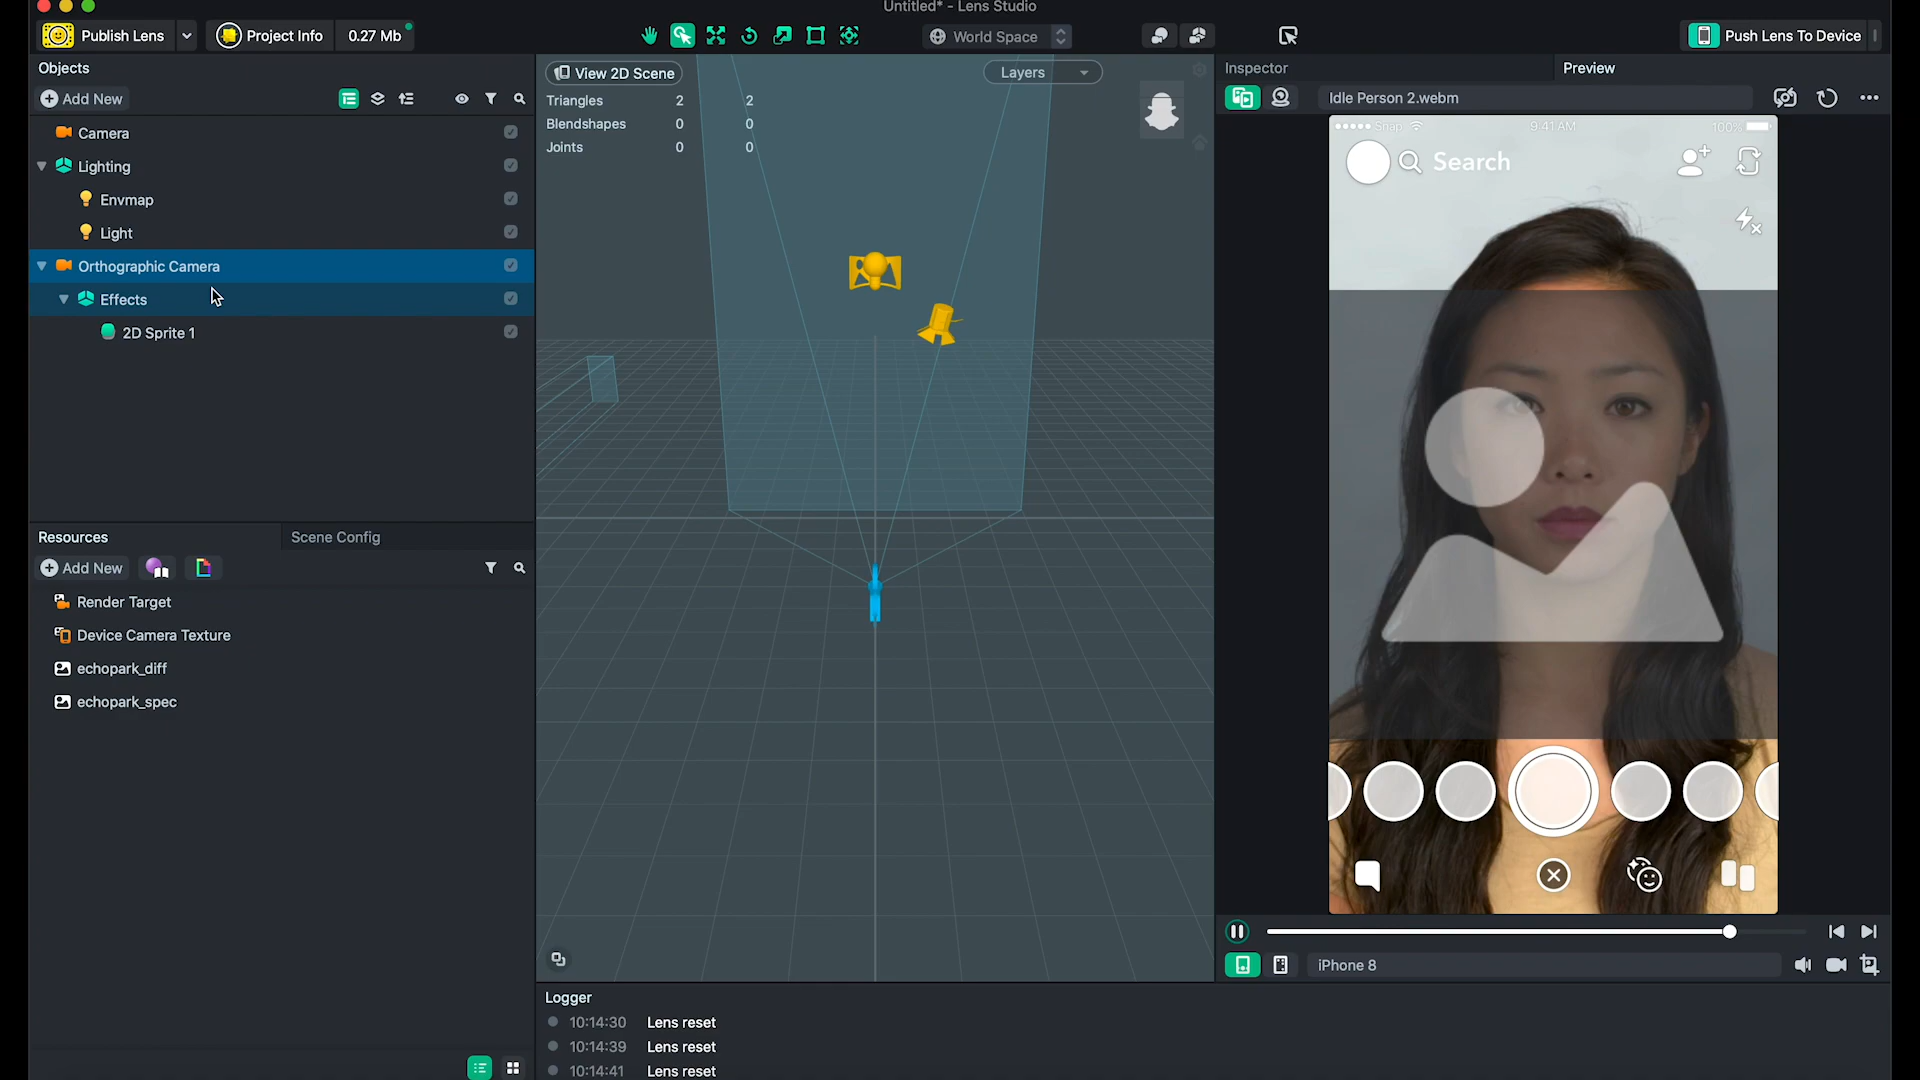 Untitled* - Lens Studio
Publish Lens
Project Info
0.27 Mb
World Space
Push Lens To Device
Objects
Add New
Camera
Lighting
Envmap
Light
Orthographic Camera
Effects
2D Sprite 1
View 2D Scene
Layers
Triangles 2 2
Blendshapes 0 0
Joints 0 0
Inspector
Preview
Idle Person 2.webm
Snap
9:41 AM
100%
Search
Resources
Scene Config
Add New
Render Target
Device Camera Texture
echopark_diff
echopark_spec
iPhone 8
Logger
10:14:30 Lens reset
10:14:39 Lens reset
10:14:41 Lens reset